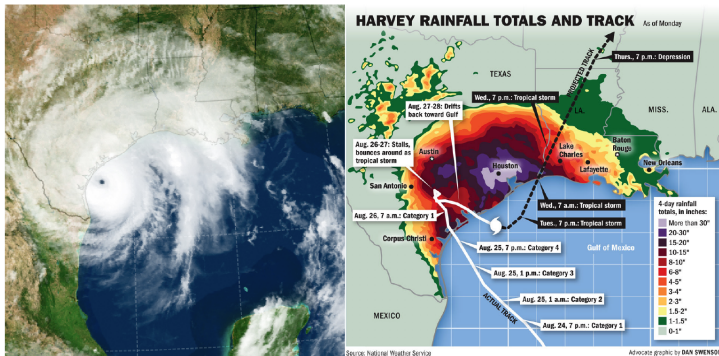 HARVEY RAINFALL TOTALS AND TRACK
As of Monday
Thurs., 7 p.m.: Depression
PROJECTED TRACK
TEXAS
Wed., 7 p.m.: Tropical storm
LA.
MISS.
ALA.
Aug. 27-28: Drifts
back toward Gulf
Aug. 26-27: Stalls,
bounces around as
tropical storm
Austin
Houston
Lake
Charles
Baton
Rouge
Lafayette
New Orleans
San Antonio
Aug. 26, 7 a.m.: Category 1
Wed., 7 a.m.: Tropical storm
Tues., 7 p.m.: Tropical storm
Corpus Christi
Aug. 25, 7 p.m.: Category 4
Gulf of Mexico
Aug. 25, 1 p.m.: Category 3
Aug. 25, 1 a.m.: Category 2
ACTUAL TRACK
Aug. 24, 7 p.m.: Category 1
MEXICO
4-day rainfall
totals, in inches:
More than 30"
20-30"
15-20"
10-15"
8-10"
6-8"
4-5"
3-4"
2-3"
1.5-2"
1-1.5"
0-1"
Source: National Weather Service
Advocate graphic by DAN SWENSO